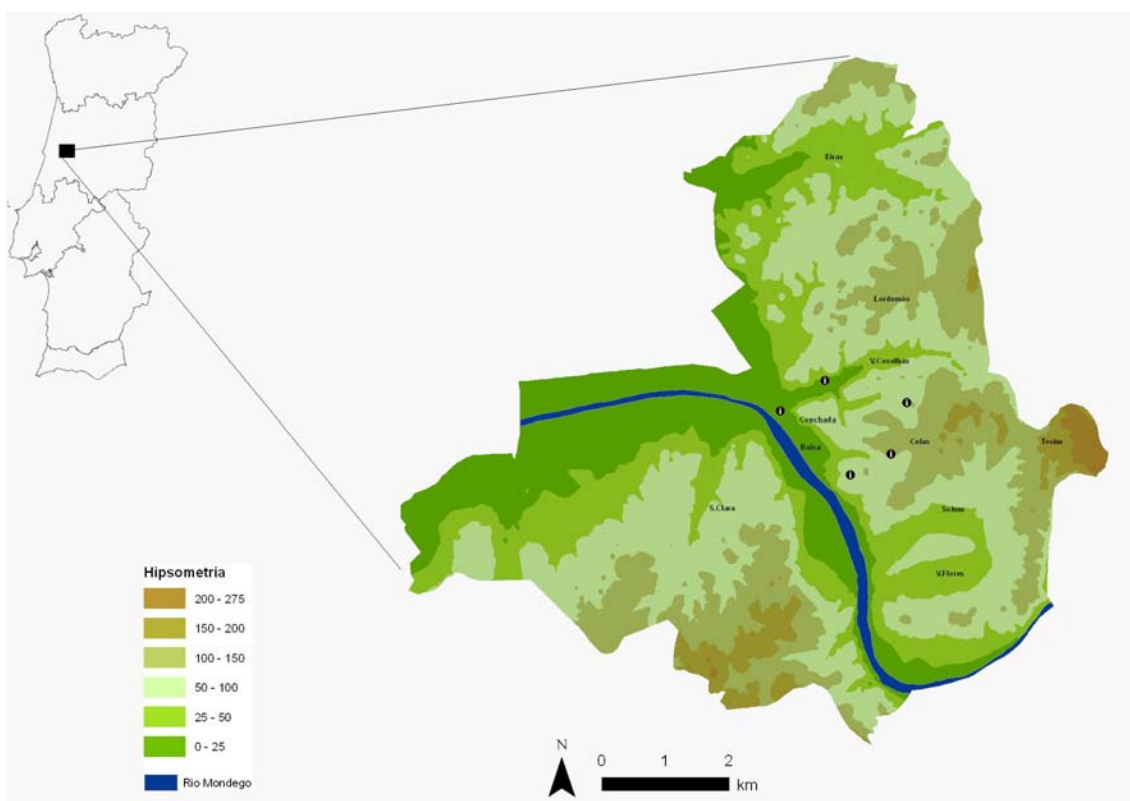 Eiras
Lordemão
V.Coselhas
Conchada
Celas
Tovim
Baixa
S.Clara
Solum
V.Flores
Hipsometria
200 - 275
150 - 200
100 - 150
50 - 100
25 - 50
0 - 25
Rio Mondego
N
0 1 2
km